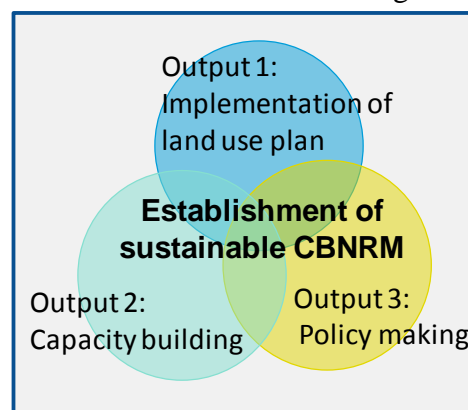 Output 1:
Implementation of
land use plan
Establishment of
sustainable CBNRM
Output 2:
Capacity building
Output 3:
Policy making